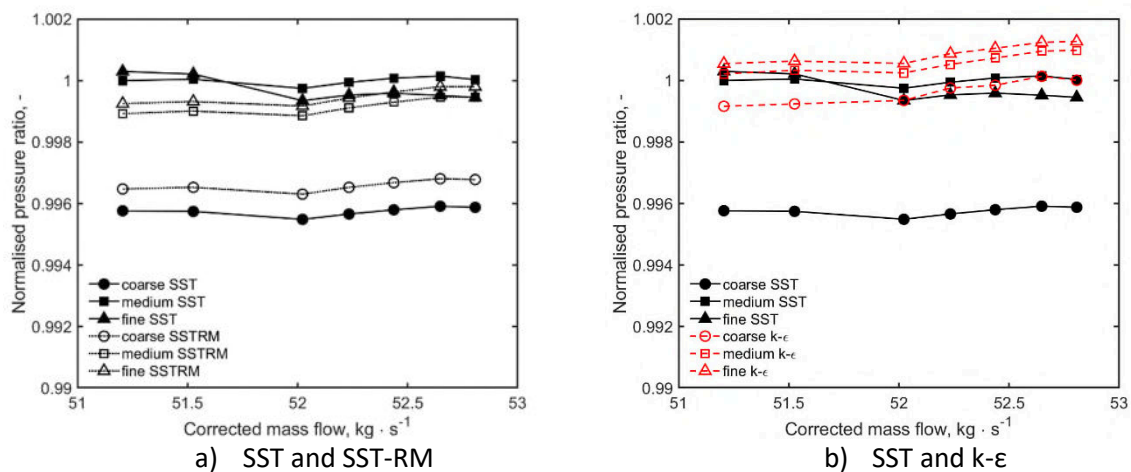 1.002
1
0.998
0.996
0.994
0.992
0.99
Normalised pressure ratio, -
coarse SST
medium SST
fine SST
coarse SSTRM
medium SSTRM
fine SSTRM
51 51.5 52 52.5 53
Corrected mass flow, kg · s⁻¹
a) SST and SST-RM
1.002
1
0.998
0.996
0.994
0.992
0.99
Normalised pressure ratio, -
coarse SST
medium SST
fine SST
coarse k-ϵ
medium k-ϵ
fine k-ϵ
51 51.5 52 52.5 53
Corrected mass flow, kg · s⁻¹
b) SST and k-ε